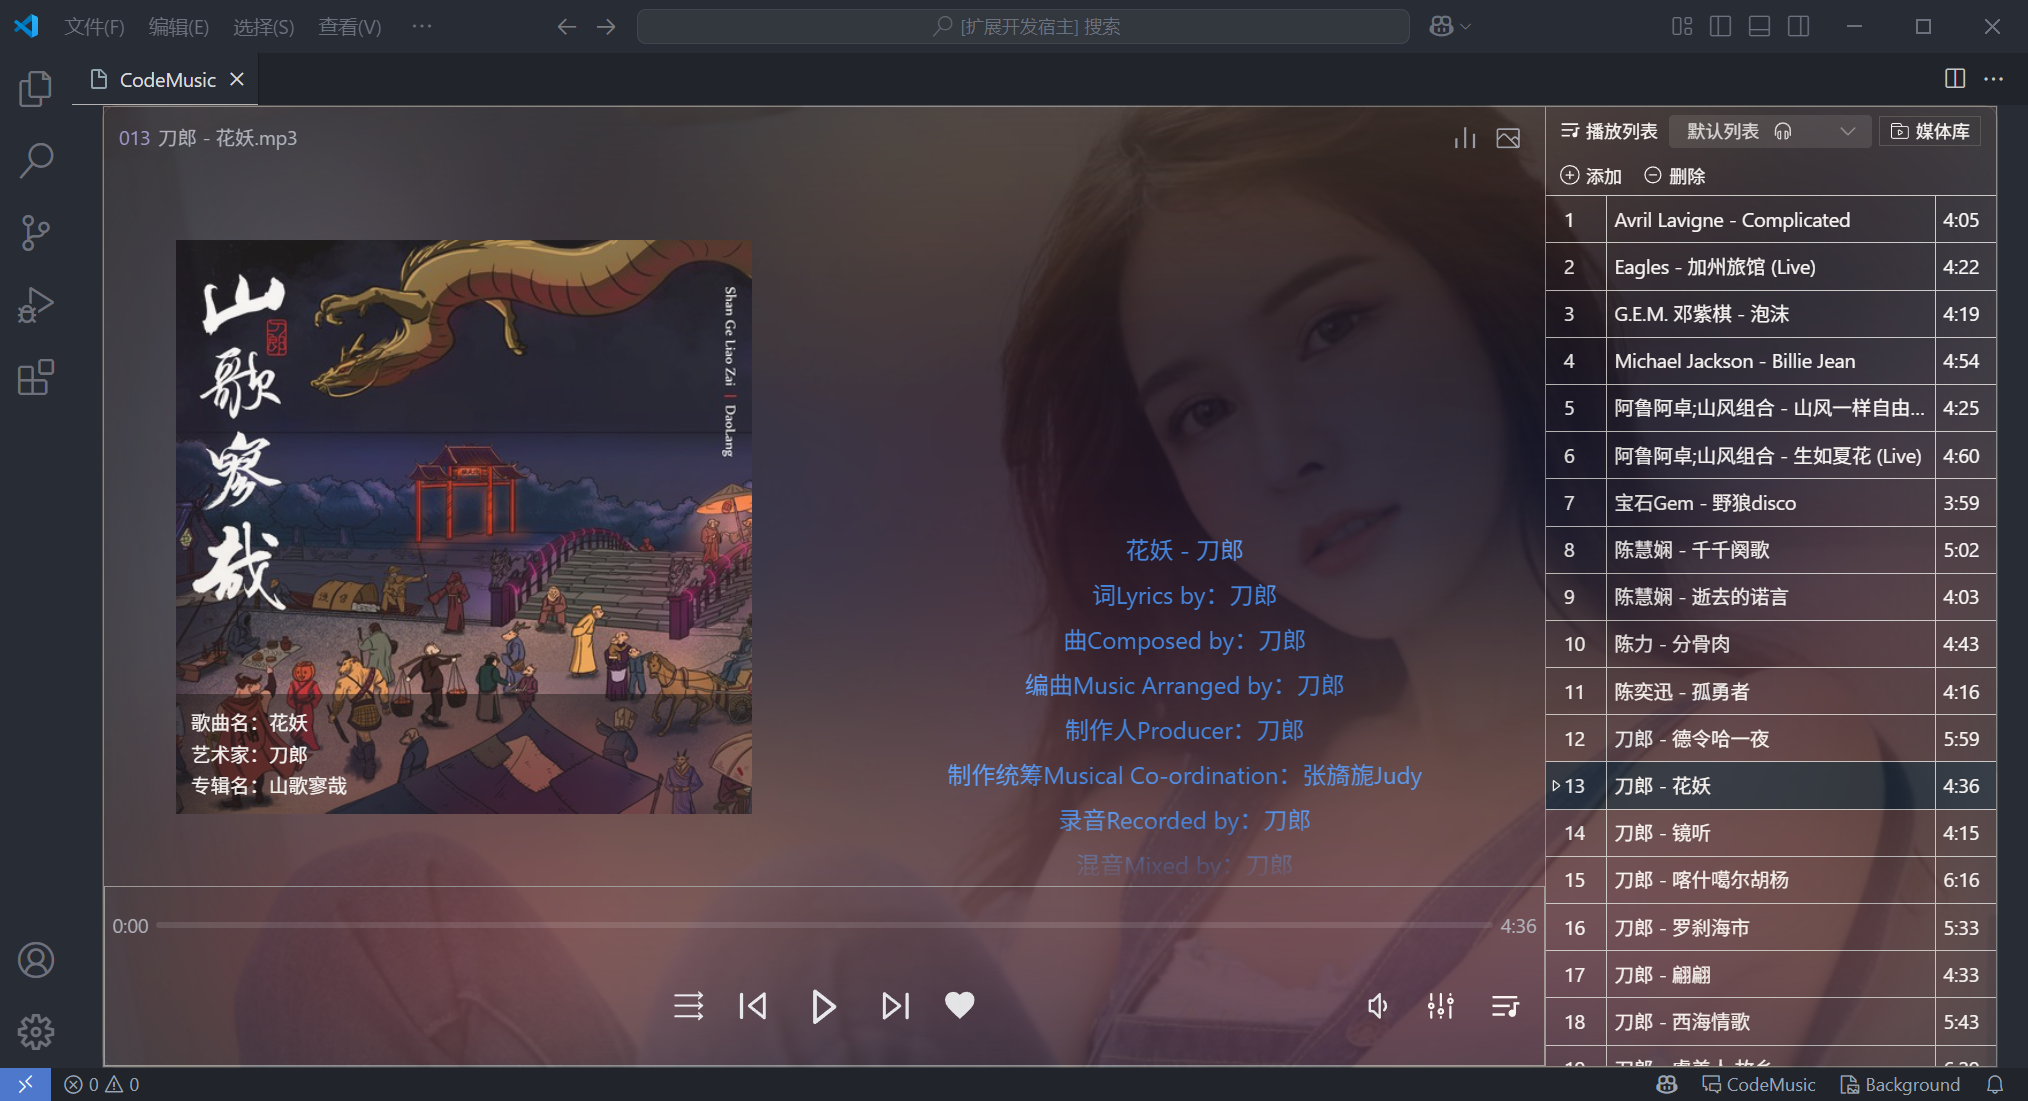 文件(F) 编辑(E) 选择(S) 查看(V) ···
[扩展开发宿主] 搜索
CodeMusic
013 刀郎 - 花妖.mp3
山歌寥哉
刀郎
Shan Ge Liao Zai | DaoLang
歌曲名：花妖
艺术家：刀郎
专辑名：山歌寥哉
花妖 - 刀郎
词Lyrics by：刀郎
曲Composed by：刀郎
编曲Music Arranged by：刀郎
制作人Producer：刀郎
制作统筹Musical Co-ordination：张旖旎Judy
录音Recorded by：刀郎
混音Mixed by：刀郎
0:00 4:36
播放列表 默认列表 媒体库
添加 删除
1 Avril Lavigne - Complicated 4:05
2 Eagles - 加州旅馆 (Live) 4:22
3 G.E.M. 邓紫棋 - 泡沫 4:19
4 Michael Jackson - Billie Jean 4:54
5 阿鲁阿卓;山风组合 - 山风一样自由... 4:25
6 阿鲁阿卓;山风组合 - 生如夏花 (Live) 4:60
7 宝石Gem - 野狼disco 3:59
8 陈慧娴 - 千千阕歌 5:02
9 陈慧娴 - 逝去的诺言 4:03
10 陈力 - 分骨肉 4:43
11 陈奕迅 - 孤勇者 4:16
12 刀郎 - 德令哈一夜 5:59
13 刀郎 - 花妖 4:36
14 刀郎 - 镜听 4:15
15 刀郎 - 喀什噶尔胡杨 6:16
16 刀郎 - 罗刹海市 5:33
17 刀郎 - 翩翩 4:33
18 刀郎 - 西海情歌 5:43
0 0
CodeMusic Background